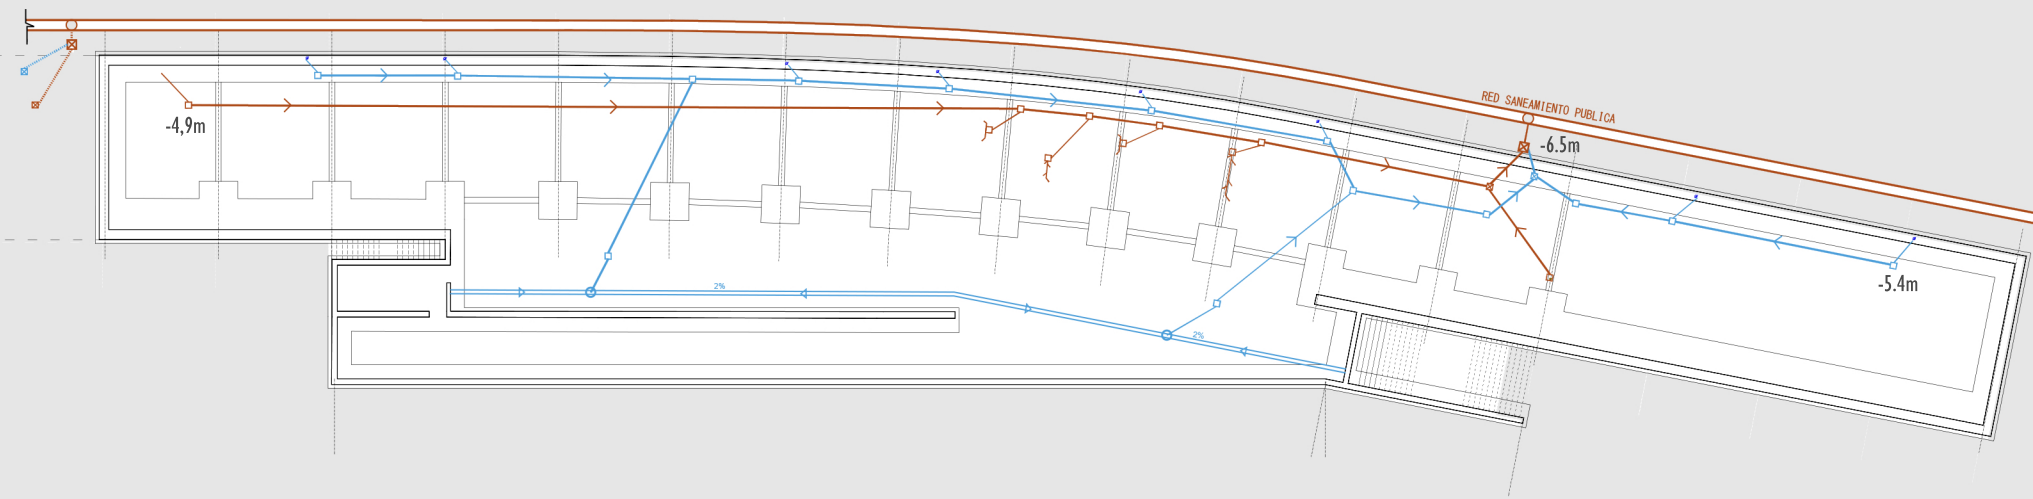 RED SANEAMIENTO PUBLICA
-4,9m
-6.5m
2%
-5.4m
2%